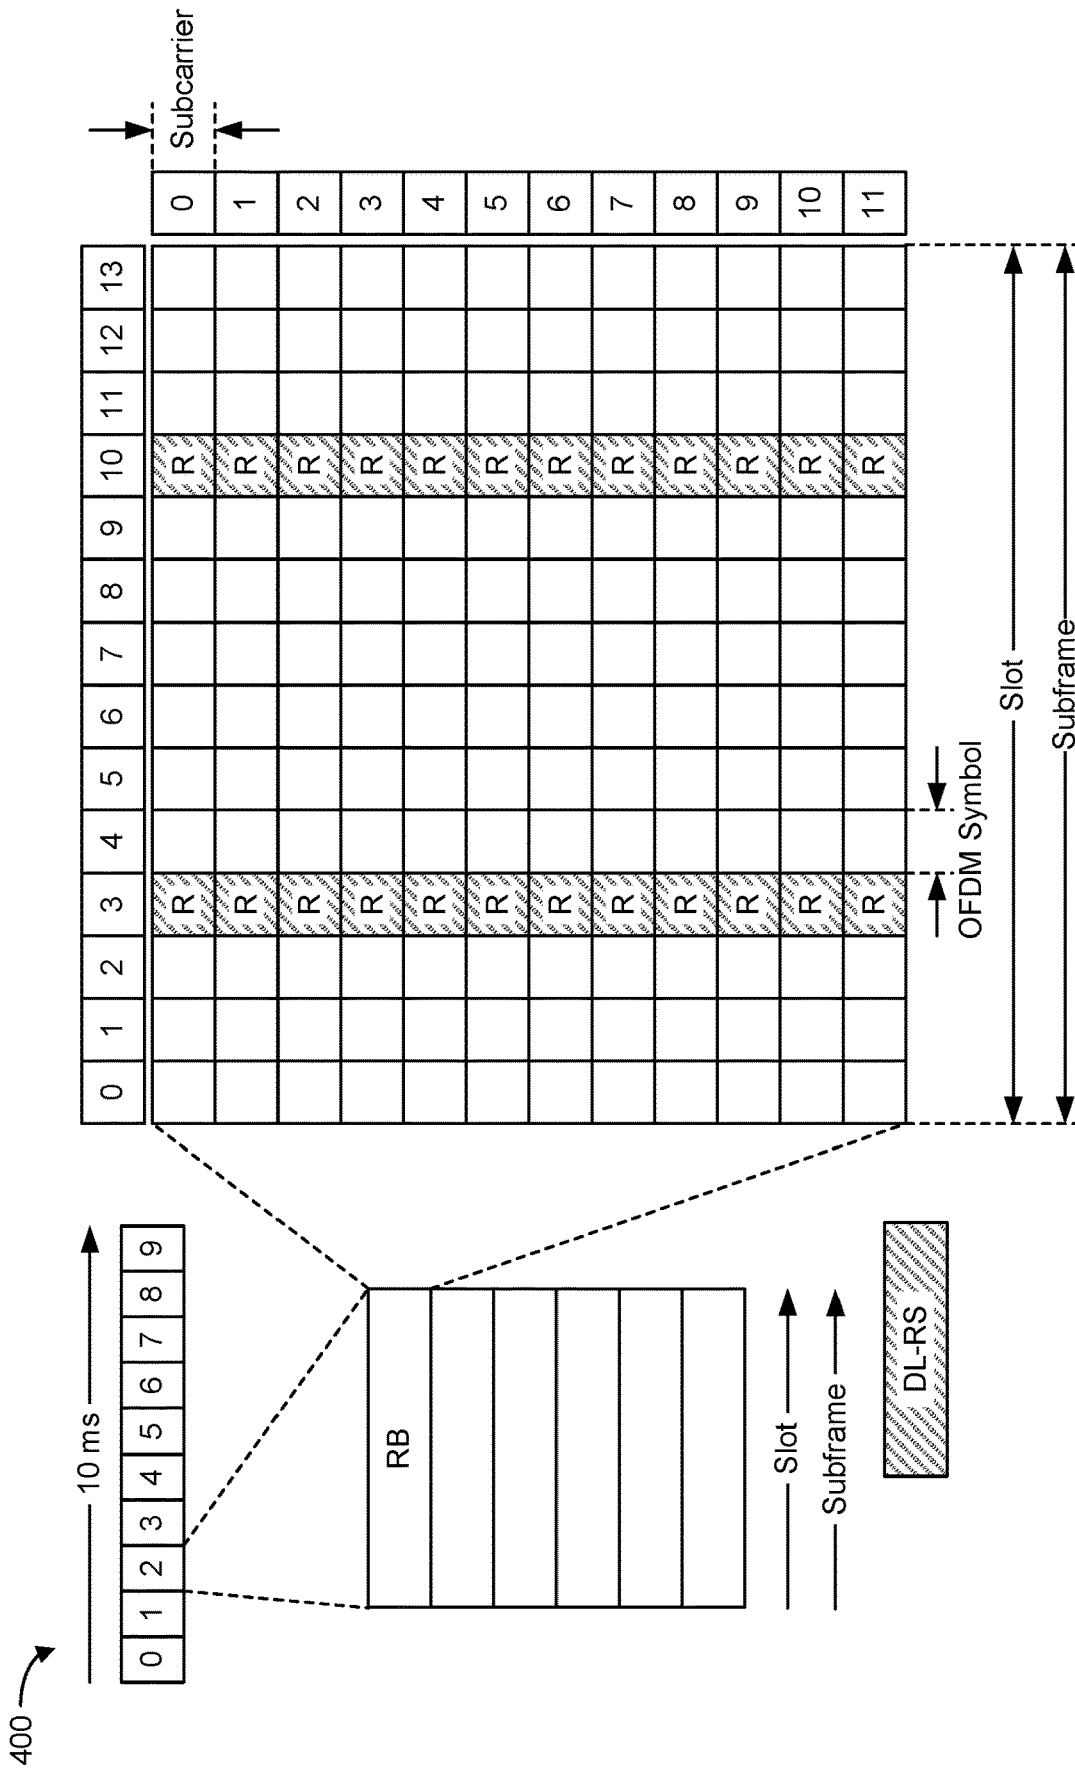 400
10 ms
0 1 2 3 4 5 6 7 8 9
RB
Slot
Subframe
DL-RS
0 1 2 3 4 5 6 7 8 9 10 11 12 13
Subcarrier
R R 0
R R 1
R R 2
R R 3
R R 4
R R 5
R R 6
R R 7
R R 8
R R 9
R R 10
R R 11
OFDM Symbol
Slot
Subframe